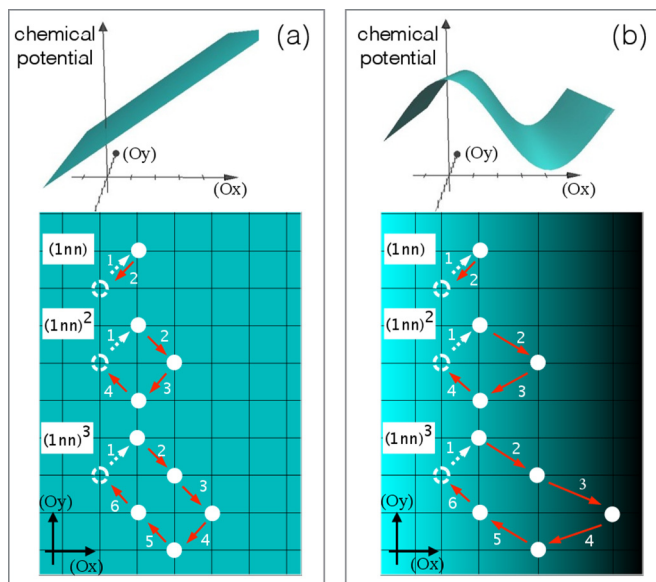 chemical
potential
(a)
(Oy)
(Ox)
(1nn)
1
2
(1nn)2
1
2
3
4
(1nn)3
1
2
3
4
5
6
(Oy)
(Ox)
chemical
potential
(b)
(Oy)
(Ox)
(1nn)
1
2
(1nn)2
1
2
3
4
(1nn)3
1
2
3
4
5
6
(Oy)
(Ox)